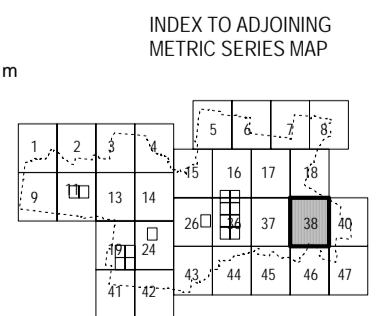 INDEX TO ADJOINING
METRIC SERIES MAP
m
5 6 7 8
1 2 3 4
15 16 17 18
9 11 13 14
26 36 37 38 40
19 24
43 44 45 46 47
41 42